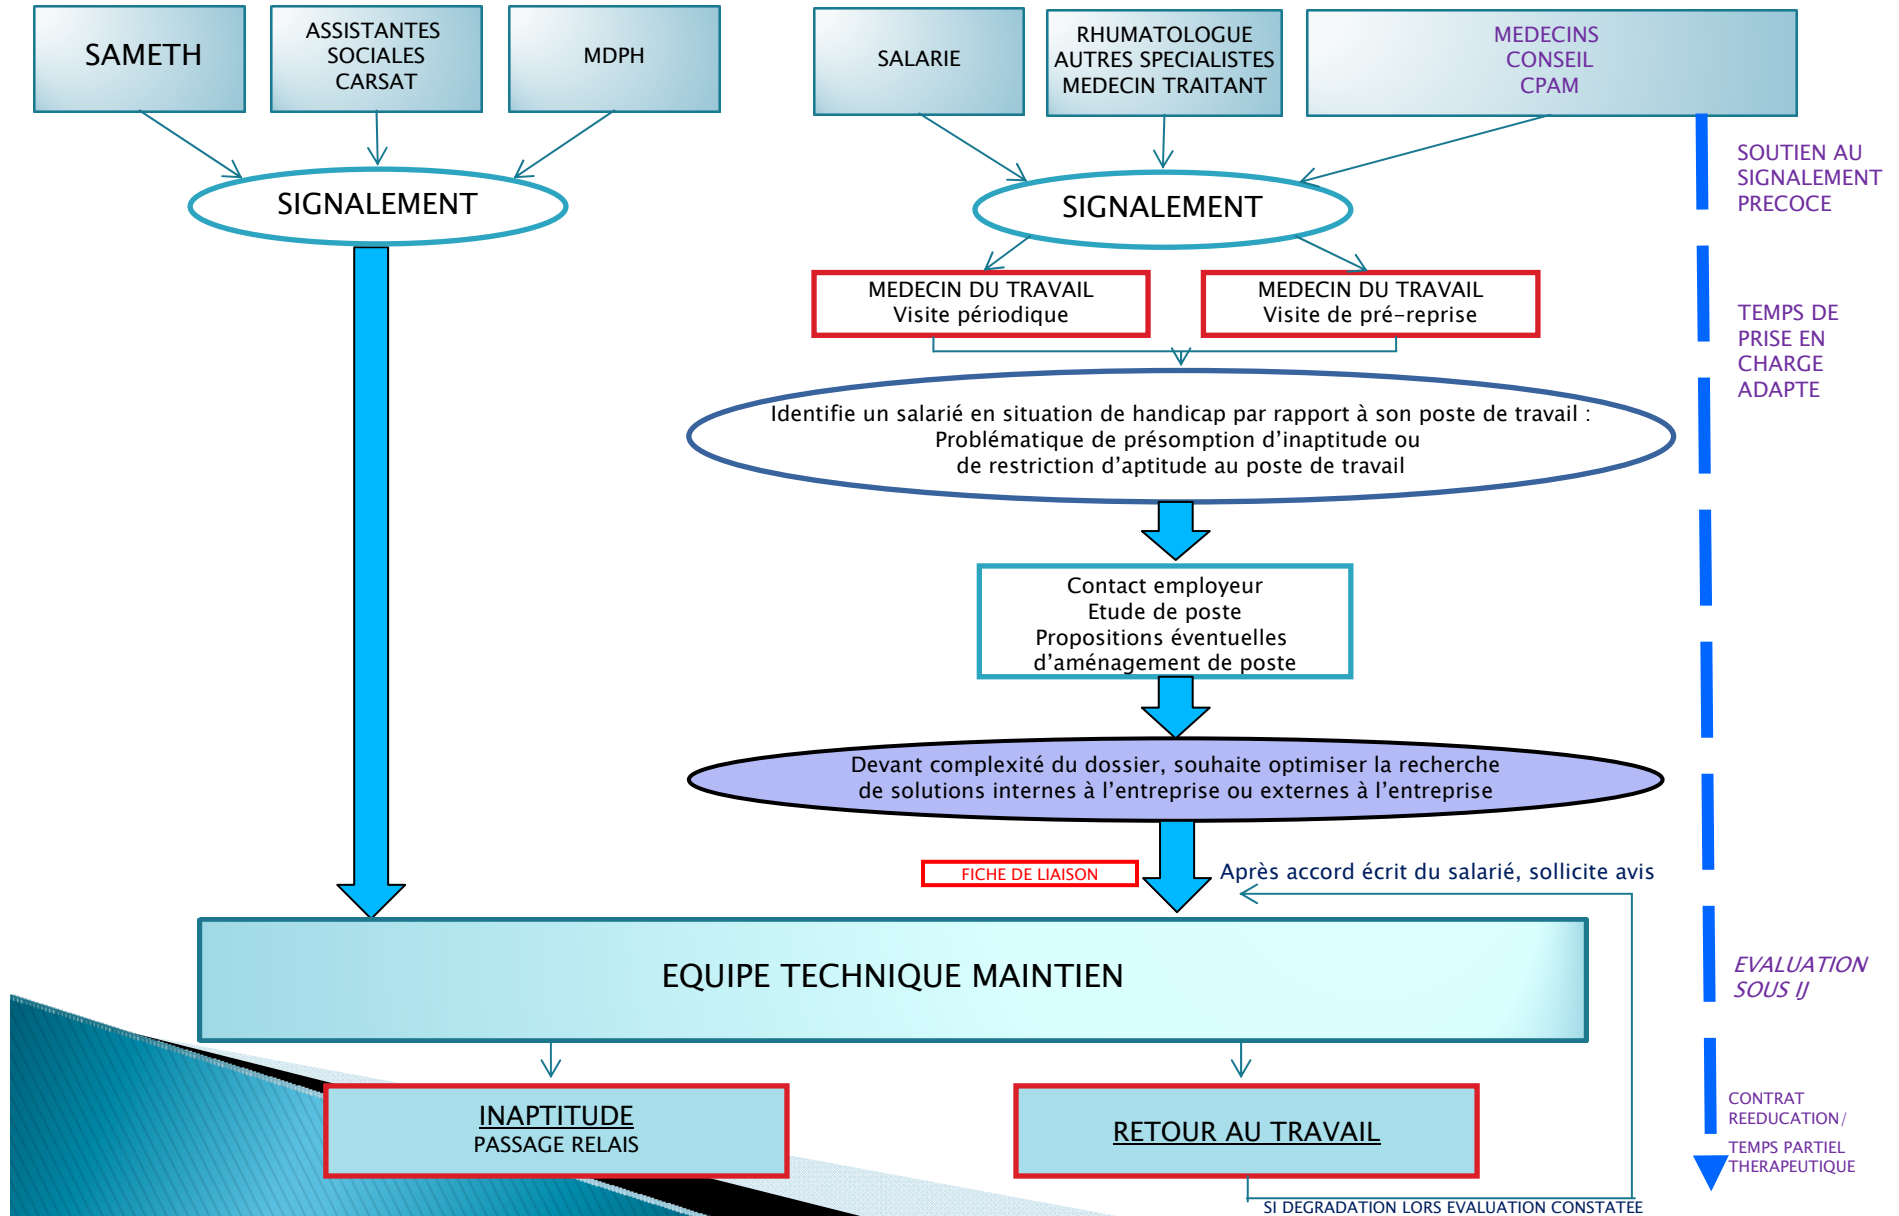 SAMETH
ASSISTANTES
SOCIALES
CARSAT
MDPH
SALARIE
RHUMATOLOGUE
AUTRES SPECIALISTES
MEDECIN TRAITANT
MEDECINS
CONSEIL
CPAM
SIGNALEMENT
SIGNALEMENT
SOUTIEN AU
SIGNALEMENT
PRECOCE
MEDECIN DU TRAVAIL
Visite périodique
MEDECIN DU TRAVAIL
Visite de pré-reprise
TEMPS DE
PRISE EN
CHARGE
ADAPTE
Identifie un salarié en situation de handicap par rapport à son poste de travail :
Problématique de présomption d'inaptitude ou
de restriction d'aptitude au poste de travail
Contact employeur
Etude de poste
Propositions éventuelles
d'aménagement de poste
Devant complexité du dossier, souhaite optimiser la recherche
de solutions internes à l'entreprise ou externes à l'entreprise
FICHE DE LIAISON
Après accord écrit du salarié, sollicite avis
EQUIPE TECHNIQUE MAINTIEN
EVALUATION
SOUS IJ
INAPTITUDE
PASSAGE RELAIS
RETOUR AU TRAVAIL
CONTRAT
REEDUCATION/
TEMPS PARTIEL
THERAPEUTIQUE
SI DEGRADATION LORS EVALUATION CONSTATEE